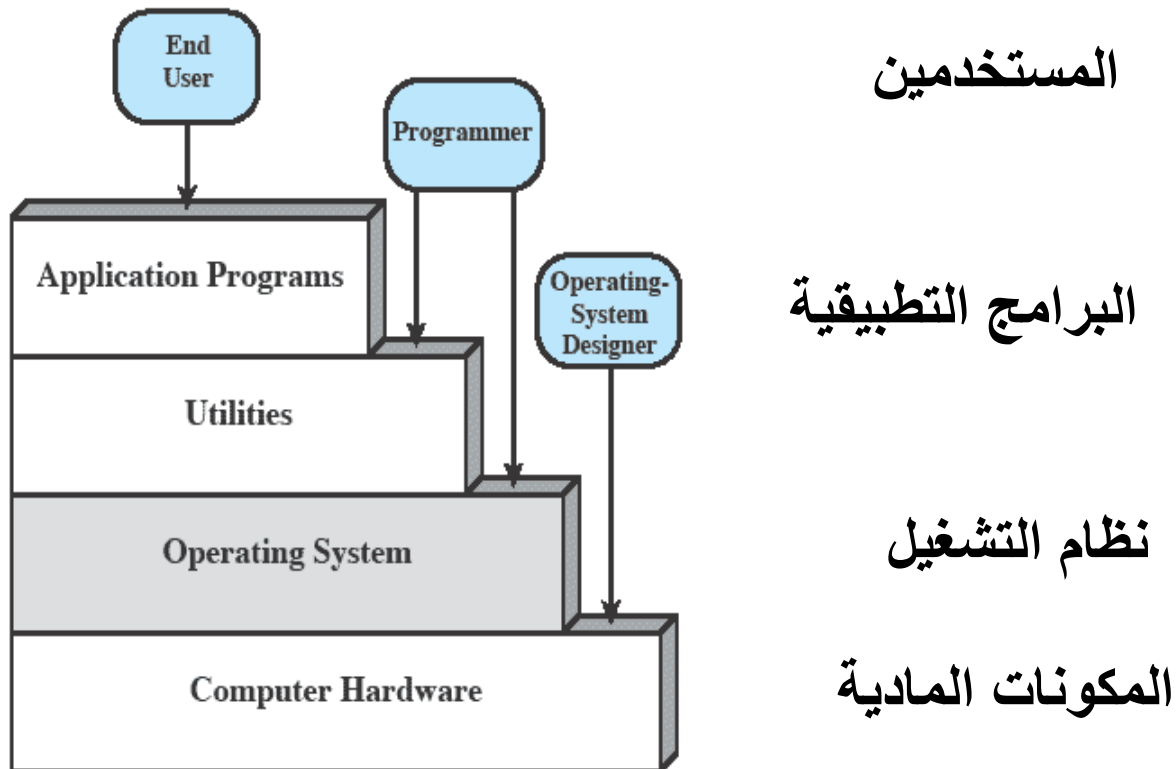 End
User
المستخدمين
Programmer
Application Programs
Operating-
System
Designer
البرامج التطبيقية
Utilities
Operating System
نظام التشغيل
Computer Hardware
المكونات المادية